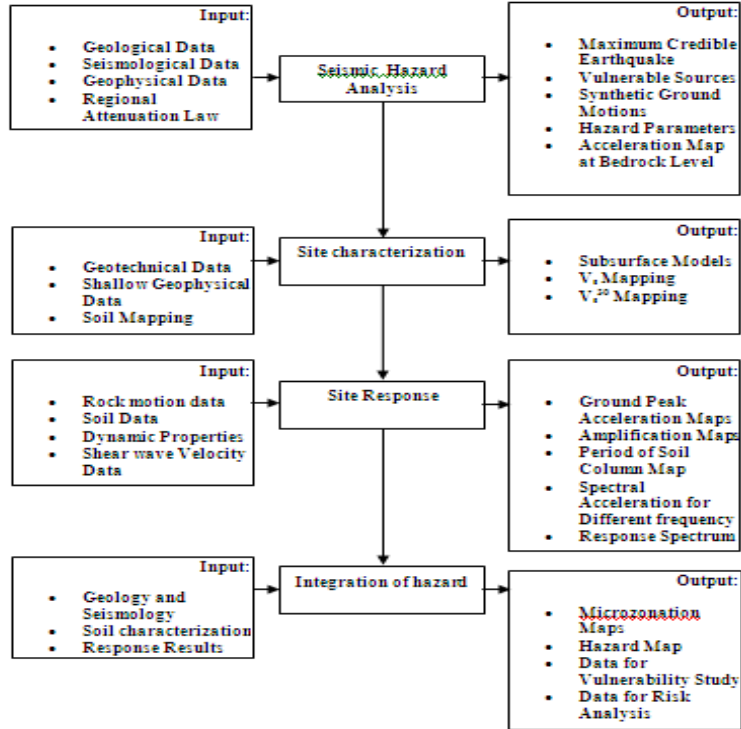 Input:
• Geological Data
• Seismological Data
• Geophysical Data
• Regional
Attenuation Law
Seismic Hazard
Analysis
Output:
• Maximum Credible
Earthquake
• Vulnerable Sources
• Synthetic Ground
Motions
• Hazard Parameters
• Acceleration Map
at Bedrock Level
Input:
• Geotechnical Data
• Shallow Geophysical
Data
• Soil Mapping
Site characterization
Output:
• Subsurface Models
• Vₛ Mapping
• Vₛ³⁰ Mapping
Input:
• Rock motion data
• Soil Data
• Dynamic Properties
• Shear wave Velocity
Data
Site Response
Output:
• Ground Peak
Acceleration Maps
• Amplification Maps
• Period of Soil
Column Map
• Spectral
Acceleration for
Different frequency
• Response Spectrum
Input:
• Geology and
Seismology
• Soil characterization
• Response Results
Integration of hazard
Output:
• Microzonation
Maps
• Hazard Map
• Data for
Vulnerability Study
• Data for Risk
Analysis